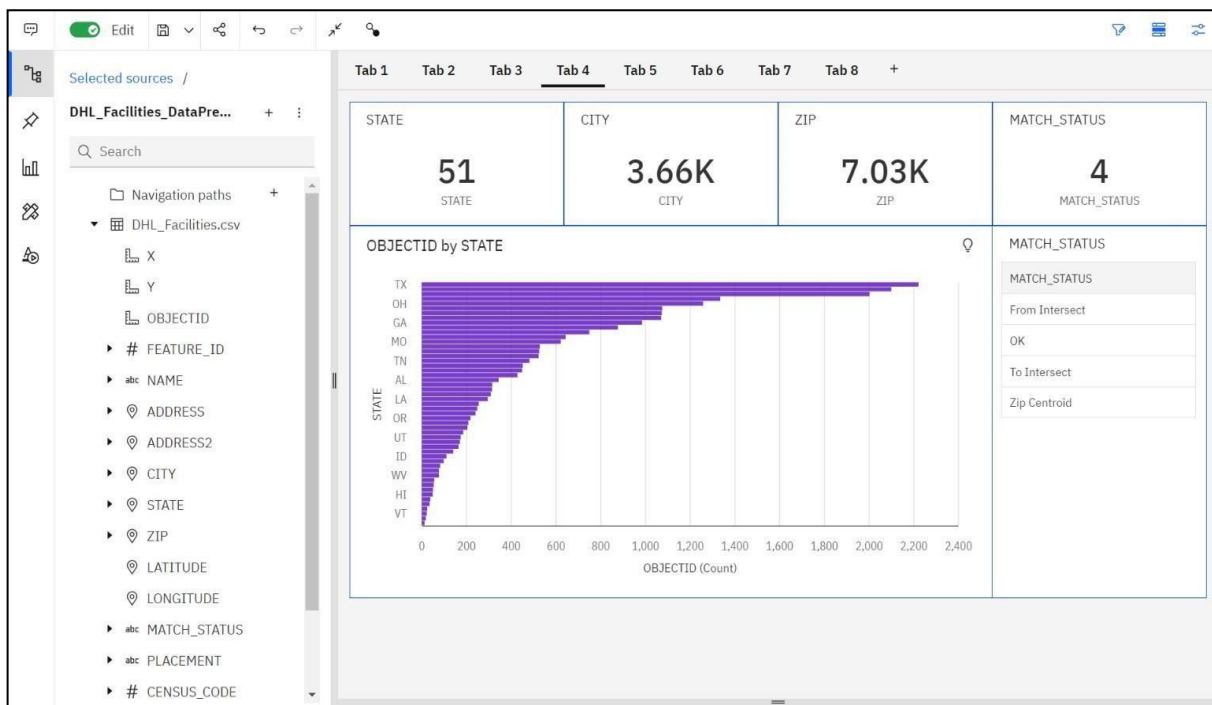 Edit
Selected sources /
DHL_Facilities_DataPre... + ⋮
Search
Navigation paths +
DHL_Facilities.csv
X
Y
OBJECTID
# FEATURE_ID
abc NAME
ADDRESS
ADDRESS2
CITY
STATE
ZIP
LATITUDE
LONGITUDE
abc MATCH_STATUS
abc PLACEMENT
# CENSUS_CODE
Tab 1 Tab 2 Tab 3 Tab 4 Tab 5 Tab 6 Tab 7 Tab 8 +
STATE
51
STATE
CITY
3.66K
CITY
ZIP
7.03K
ZIP
MATCH_STATUS
4
MATCH_STATUS
OBJECTID by STATE
STATE
TX
OH
GA
MO
TN
AL
LA
OR
UT
ID
WV
HI
VT
0 200 400 600 800 1,000 1,200 1,400 1,600 1,800 2,000 2,200 2,400
OBJECTID (Count)
MATCH_STATUS
MATCH_STATUS
From Intersect
OK
To Intersect
Zip Centroid